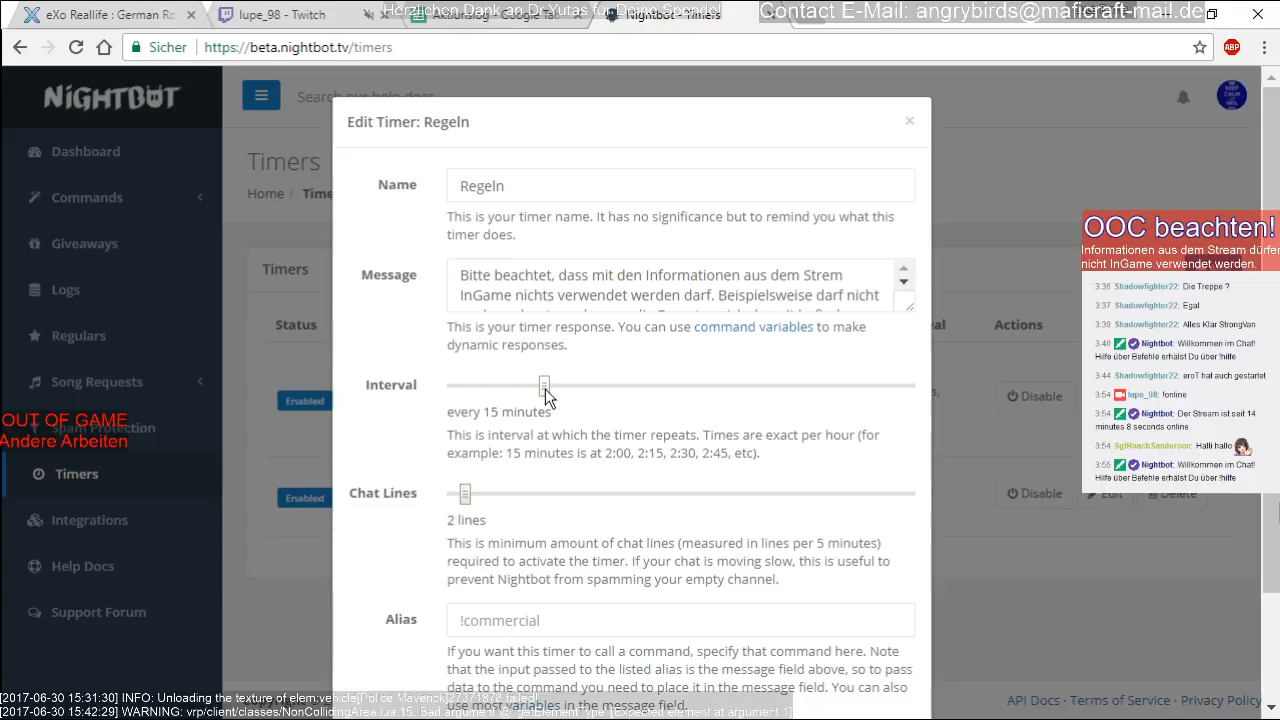 eXo Reallife : German Ro
lupe_98 - Twitch
Nightbot - Timers
Herzlichen Dank an Dr.Yutas für Deine Spende!
Contact E-Mail: angrybirds@maficraft-mail.de
Sicher
https://beta.nightbot.tv/timers
ABP
NiGHTBOT
Search our help docs
Dashboard
Commands
Giveaways
Logs
Regulars
Song Requests
Spam Protection
OUT OF GAME
Andere Arbeiten
Timers
Integrations
Help Docs
Support Forum
Timers
Home / Time
Timers
Status
Actions
Enabled
Disable
Enabled
Disable
Edit
Delete
Edit Timer: Regeln
×
Name
Regeln
This is your timer name. It has no significance but to remind you what this
timer does.
Message
Bitte beachtet, dass mit den Informationen aus dem Strem
InGame nichts verwendet werden darf. Beispielsweise darf nicht
This is your timer response. You can use command variables to make
dynamic responses.
Interval
every 15 minutes
This is interval at which the timer repeats. Times are exact per hour (for
example: 15 minutes is at 2:00, 2:15, 2:30, 2:45, etc).
Chat Lines
2 lines
This is minimum amount of chat lines (measured in lines per 5 minutes)
required to activate the timer. If your chat is moving slow, this is useful to
prevent Nightbot from spamming your empty channel.
Alias
!commercial
If you want this timer to call a command, specify that command here. Note
that the input passed to the listed alias is the message field above, so to pass
data to the command you need to place it in the message field. You can also
use most variables in the message field.
OOC beachten!
Informationen aus dem Stream dürfen
nicht InGame verwendet werden.
3:36 Shadowfighter22: Die Treppe ?
3:37 Shadowfighter22: Egal
3:39 Shadowfighter22: Alles Klar StrongVan
3:40 Nightbot: Willkommen im Chat!
Hilfe über Befehle erhälst Du über !hilfe
3:44 Shadowfighter22: eroT hat auch gestartet
3:54 lupe_98: !online
3:54 Nightbot: Der Stream ist seit 14
minutes 8 seconds online
3:54 SgtRoachSanderson: Halli hallo
3:55 Nightbot: Willkommen im Chat!
Hilfe über Befehle erhälst Du über !hilfe
API Docs - Terms of Service - Privacy Policy
[2017-06-30 15:31:30] INFO: Unloading the texture of elem:vehicle[Police Maverick]27371878 failed!
[2017-06-30 15:42:29] WARNING: vrp/client/classes/NonCollidingArea.lua:15: Bad argument @ 'getElementType' [Expected element at argument 1]